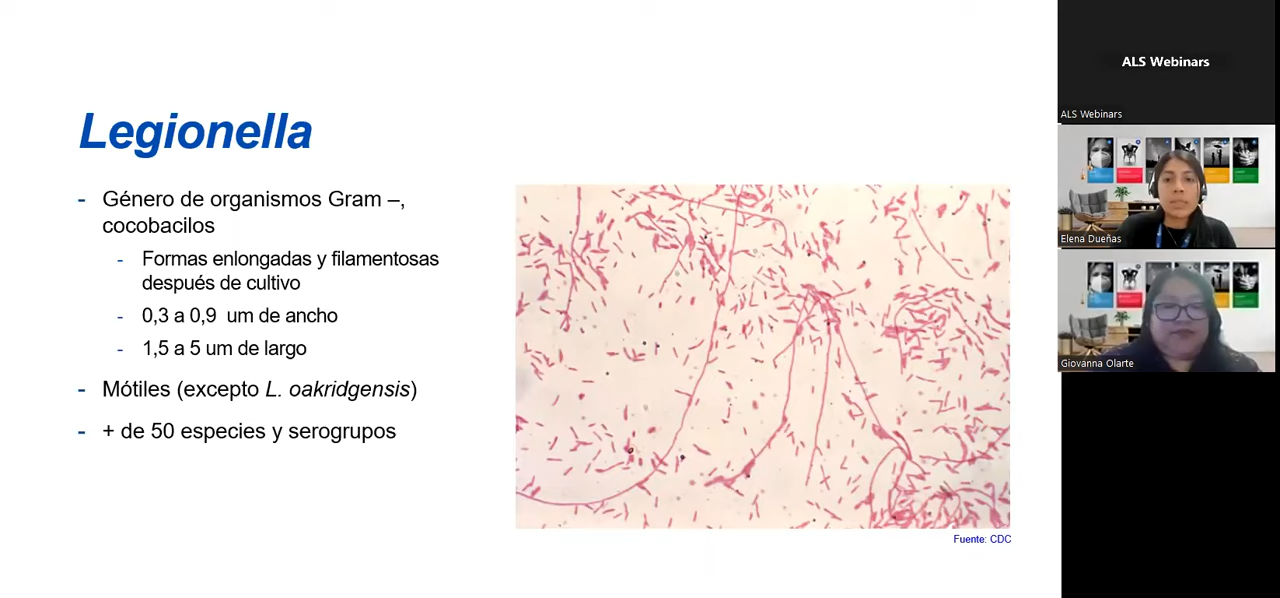 Legionella
- Género de organismos Gram –,
cocobacilos
- Formas enlongadas y filamentosas
después de cultivo
- 0,3 a 0,9 um de ancho
- 1,5 a 5 um de largo
- Mótiles (excepto L. oakridgensis)
- + de 50 especies y serogrupos
Fuente: CDC
ALS Webinars
ALS Webinars
Elena Dueñas
Giovanna Olarte